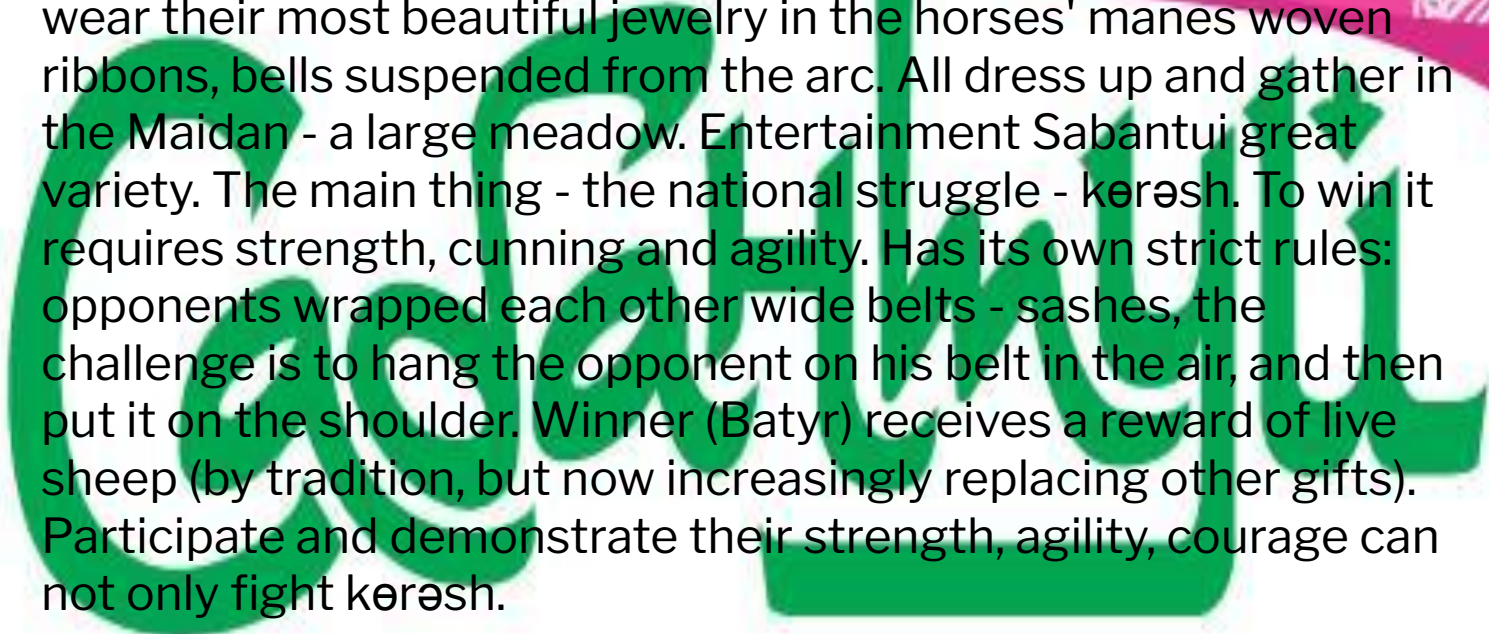 wear their most beautiful jewelry in the horses' manes woven
ribbons, bells suspended from the arc. All dress up and gather in
the Maidan - a large meadow. Entertainment Sabantui great
variety. The main thing - the national struggle - kөrəsh. To win it
requires strength, cunning and agility. Has its own strict rules:
opponents wrapped each other wide belts - sashes, the
challenge is to hang the opponent on his belt in the air, and then
put it on the shoulder. Winner (Batyr) receives a reward of live
sheep (by tradition, but now increasingly replacing other gifts).
Participate and demonstrate their strength, agility, courage can
not only fight kөrəsh.
Сабантуй